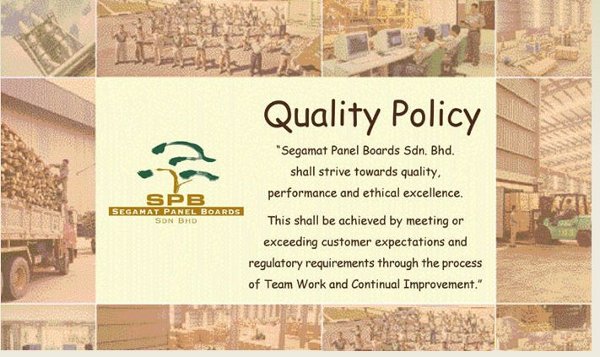 Quality Policy
"Segamat Panel Boards Sdn. Bhd.
shall strive towards quality,
performance and ethical excellence.
This shall be achieved by meeting or
exceeding customer expectations and
regulatory requirements through the process
of Team Work and Continual Improvement."
SPB
SEGAMAT PANEL BOARDS
SDN BHD